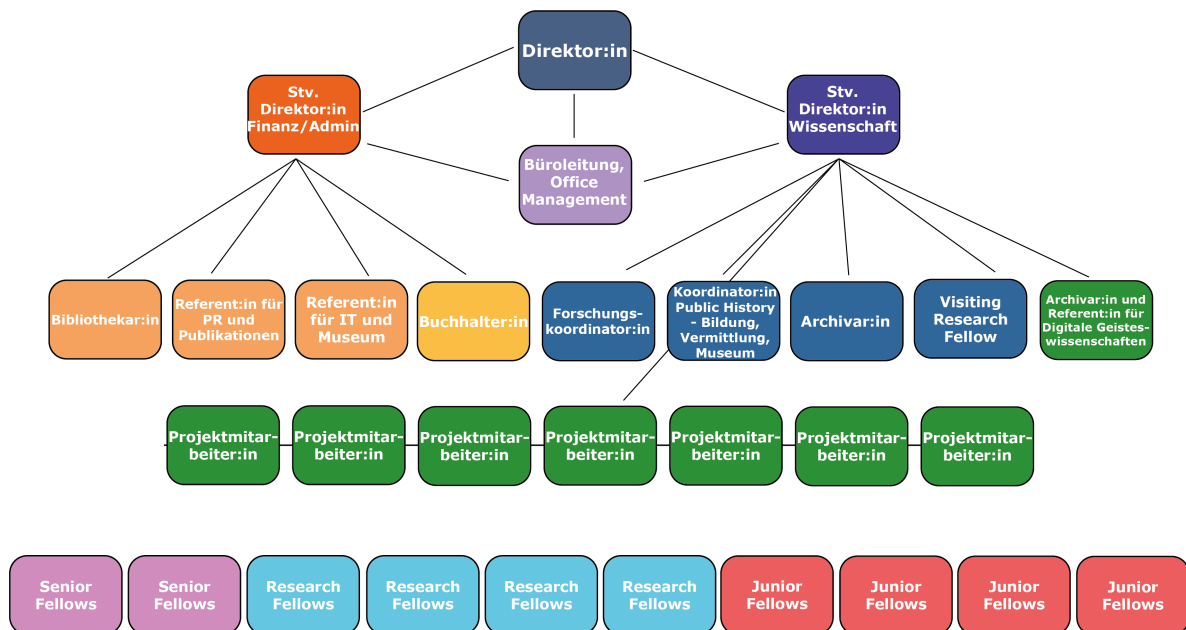 Direktor:in
Stv.
Direktor:in
Finanz/Admin
Stv.
Direktor:in
Wissenschaft
Büroleitung,
Office
Management
Bibliothekar:in
Referent:in für
PR und
Publikationen
Referent:in
für IT und
Museum
Buchhalter:in
Forschungs-
koordinator:in
Koordinator:in
Public History
- Bildung,
Vermittlung,
Museum
Archivar:in
Visiting
Research
Fellow
Archivar:in und
Referent:in für
Digitale Geistes-
wissenschaften
Projektmitar-
beiter:in
Projektmitar-
beiter:in
Projektmitar-
beiter:in
Projektmitar-
beiter:in
Projektmitar-
beiter:in
Projektmitar-
beiter:in
Projektmitar-
beiter:in
Senior
Fellows
Senior
Fellows
Research
Fellows
Research
Fellows
Research
Fellows
Research
Fellows
Junior
Fellows
Junior
Fellows
Junior
Fellows
Junior
Fellows